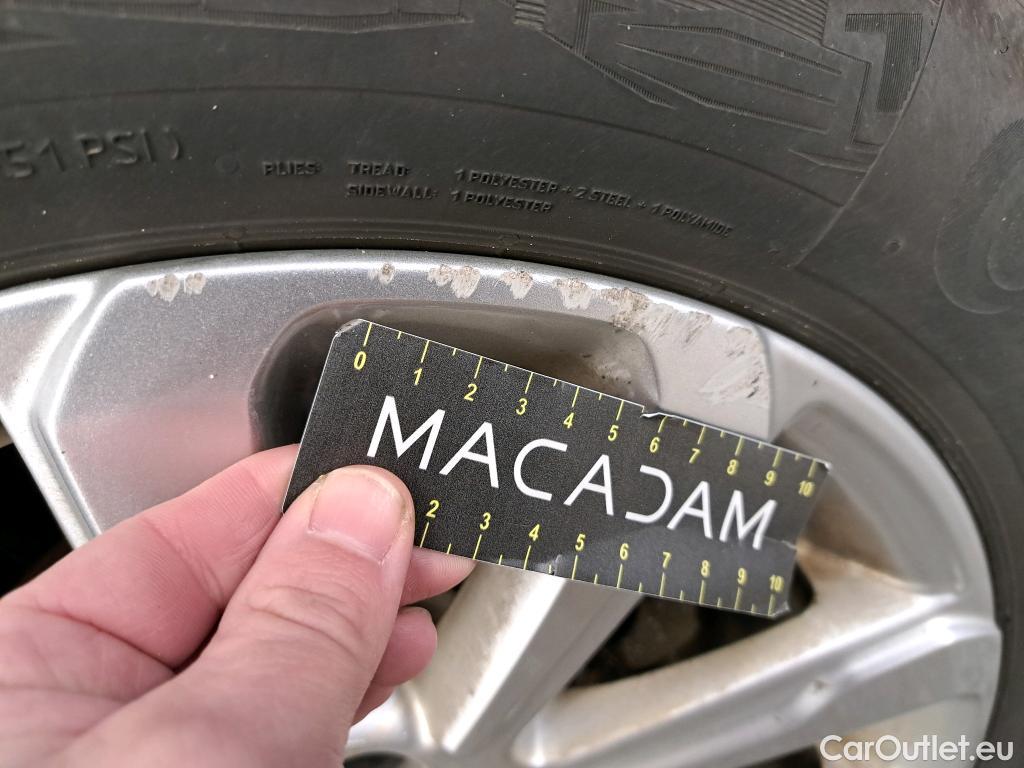 51 PSI)
PLIES: TREAD: 1 POLYESTER + 2 STEEL + 1 POLYAMIDE
SIDEWALL: 1 POLYESTER
0 1 2 3 4 5 6 7 8 9 10
MACADAM
2 3 4 5 6 7 8 9 10
CarOutlet.eu